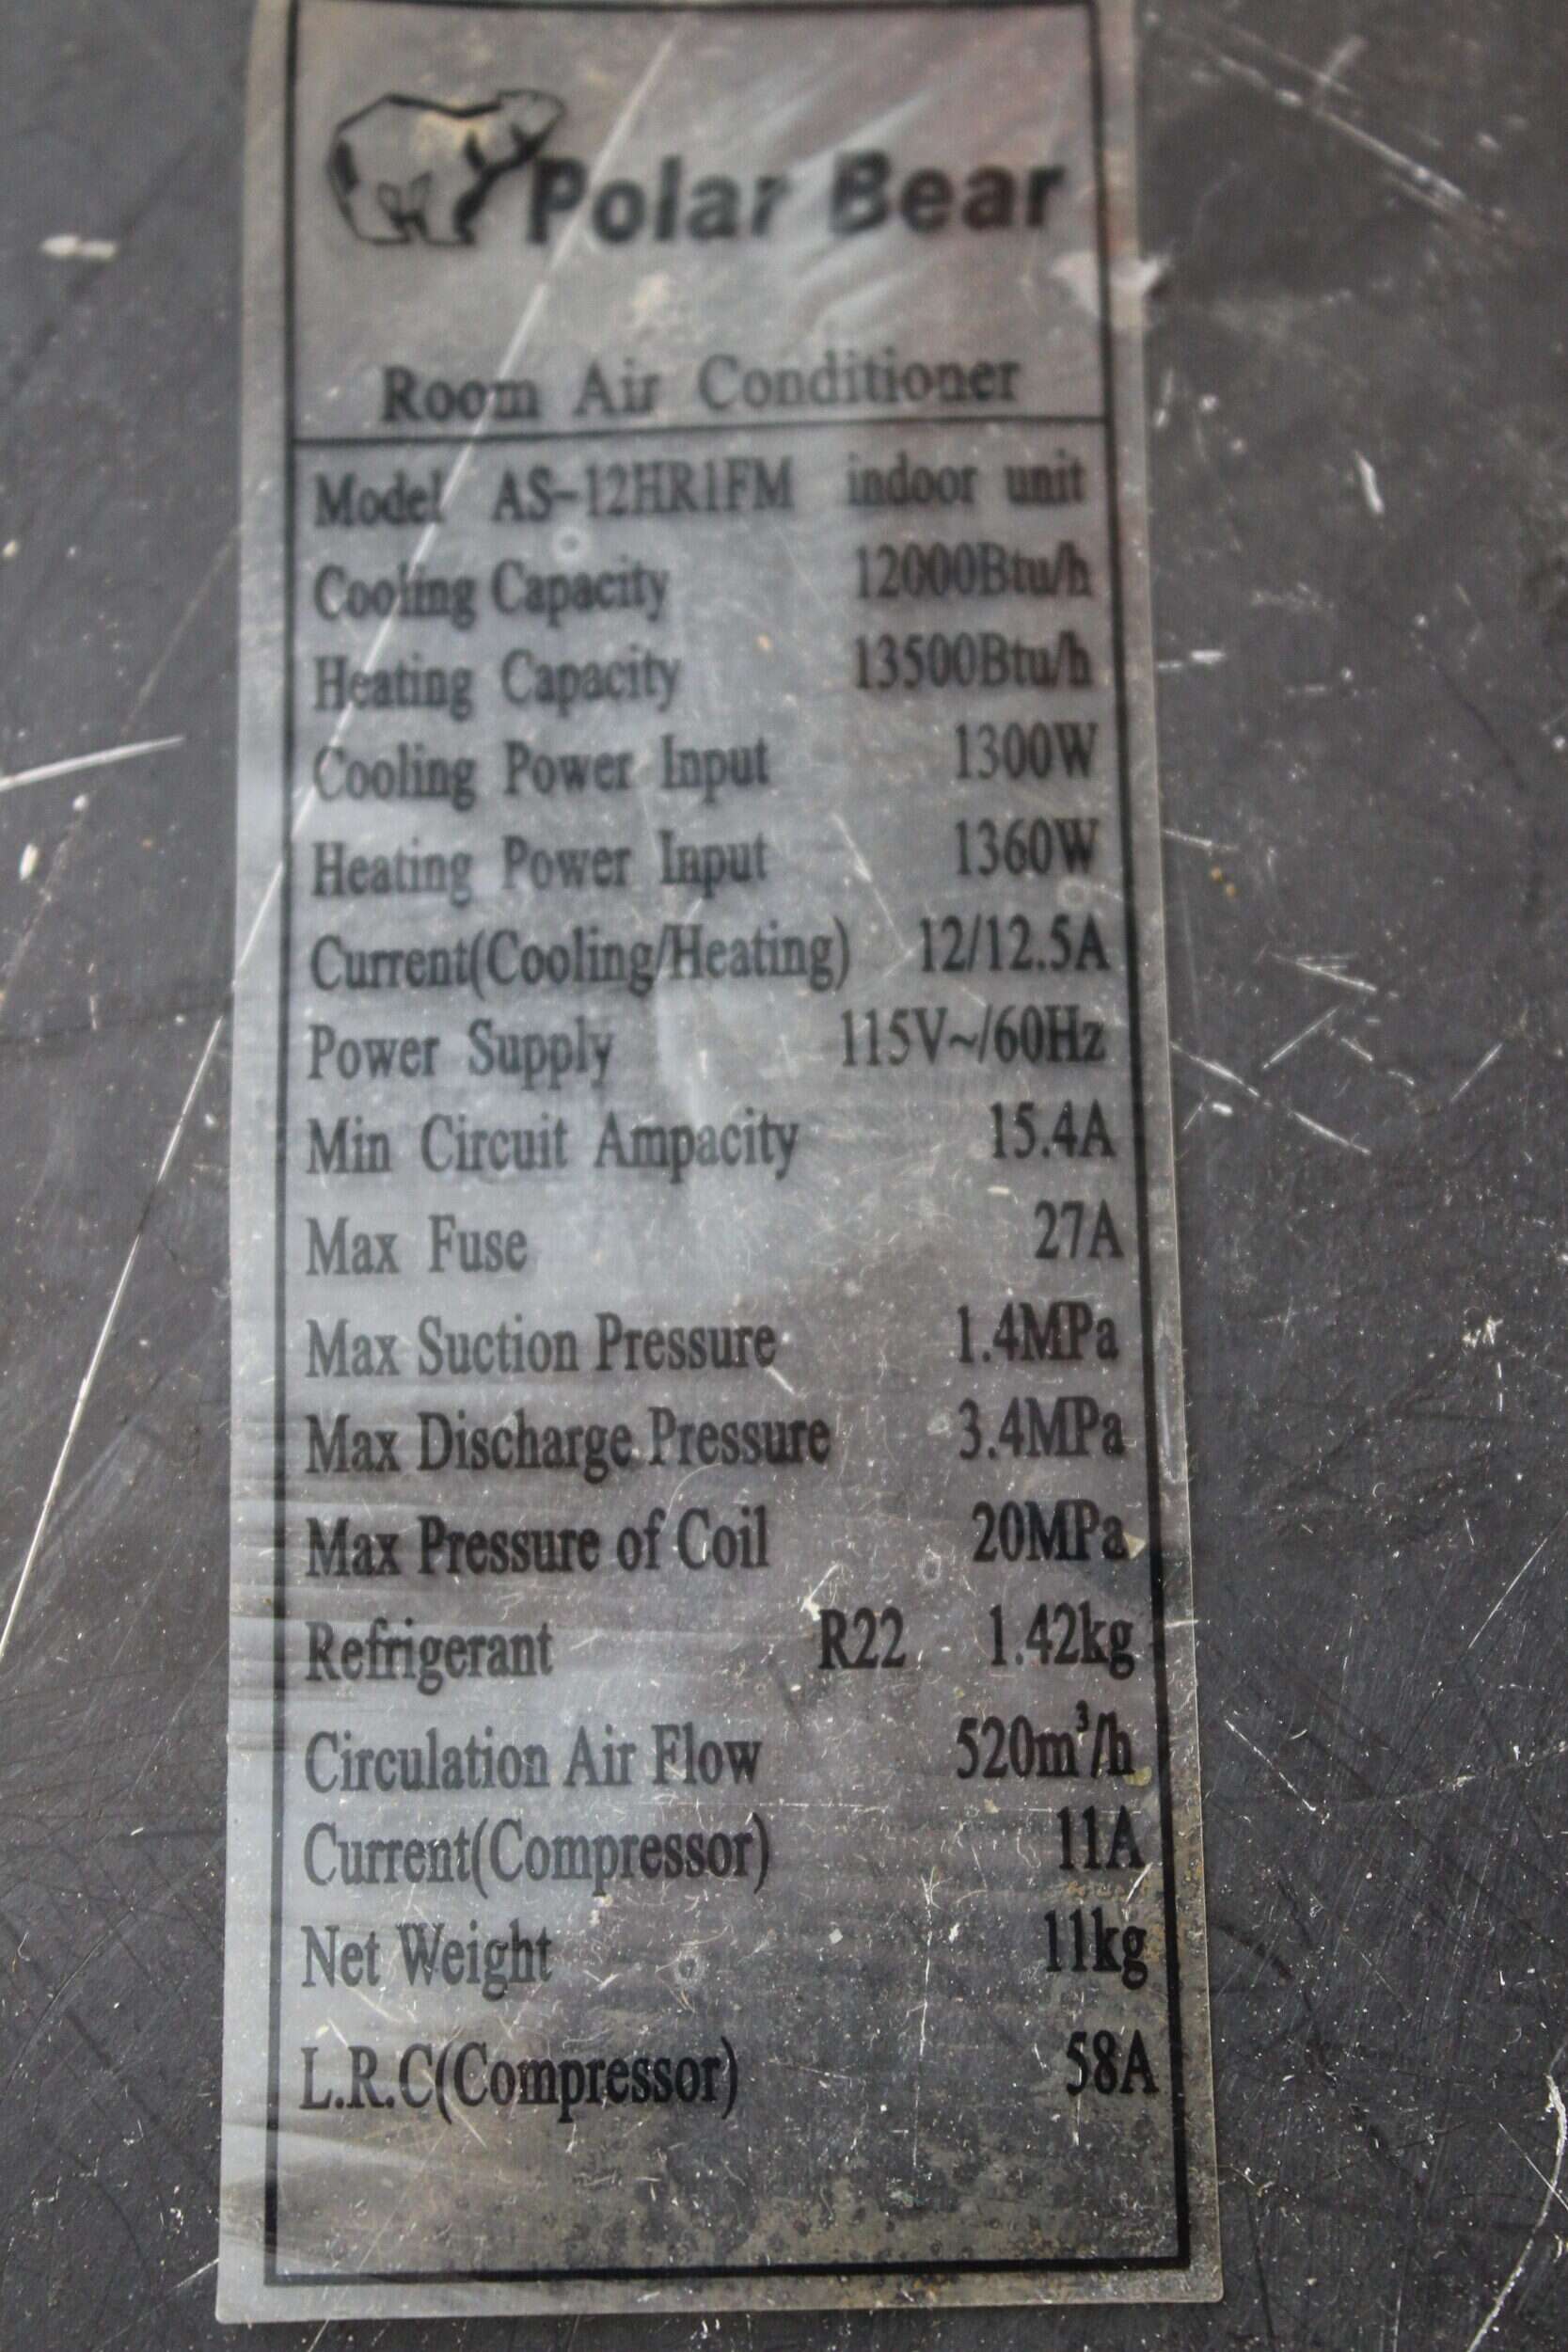 Polar Bear
Room Air Conditioner
Model AS-12HR1FM indoor unit
Cooling Capacity 12000Btu/h
Heating Capacity 13500Btu/h
Cooling Power Input 1300W
Heating Power Input 1360W
Current(Cooling/Heating) 12/12.5A
Power Supply 115V~/60Hz
Min Circuit Ampacity 15.4A
Max Fuse 27A
Max Suction Pressure 1.4MPa
Max Discharge Pressure 3.4MPa
Max Pressure of Coil 20MPa
Refrigerant R22 1.42kg
Circulation Air Flow 520m³/h
Current(Compressor) 11A
Net Weight 11kg
L.R.C(Compressor) 58A